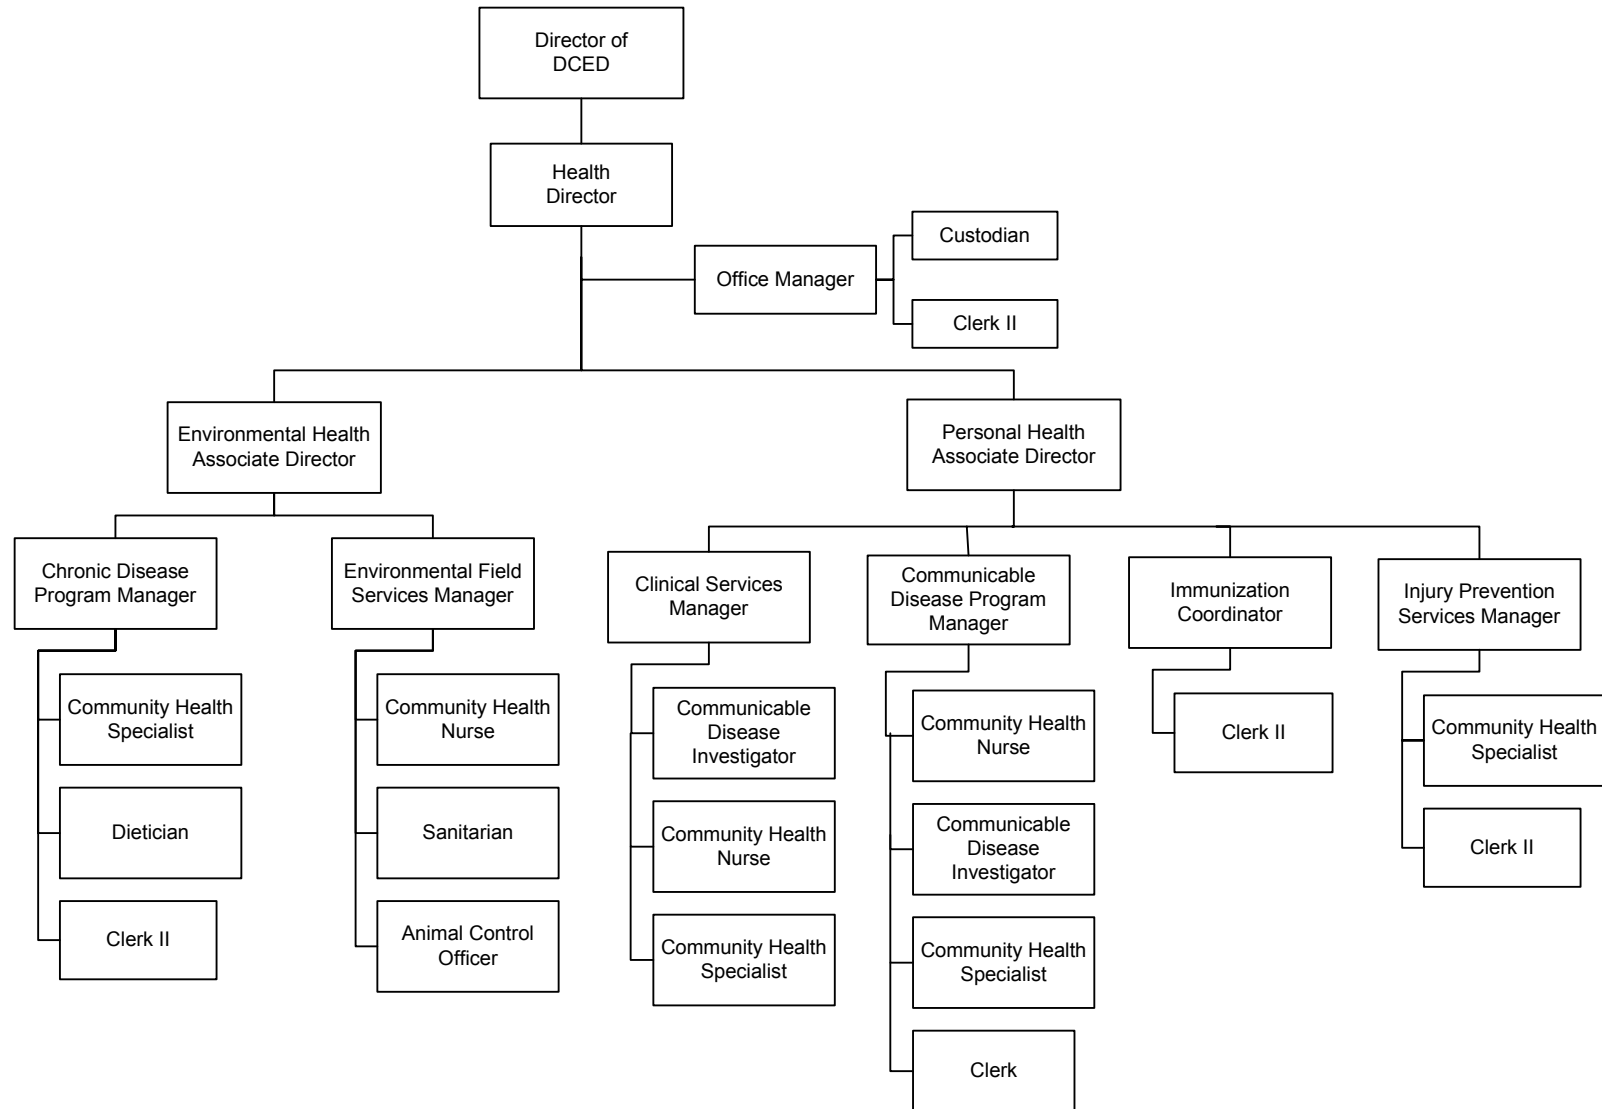 Director of
DCED
Health
Director
Custodian
Office Manager
Clerk II
Environmental Health
Associate Director
Personal Health
Associate Director
Chronic Disease
Program Manager
Environmental Field
Services Manager
Clinical Services
Manager
Communicable
Disease Program
Manager
Immunization
Coordinator
Injury Prevention
Services Manager
Community Health
Specialist
Dietician
Clerk II
Community Health
Nurse
Sanitarian
Animal Control
Officer
Communicable
Disease
Investigator
Community Health
Nurse
Community Health
Specialist
Community Health
Nurse
Communicable
Disease
Investigator
Community Health
Specialist
Clerk
Clerk II
Community Health
Specialist
Clerk II